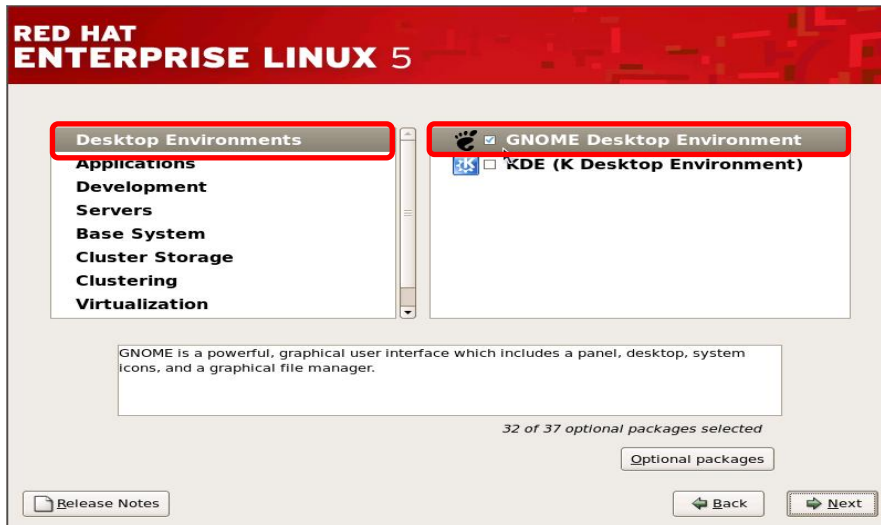 RED HAT
ENTERPRISE LINUX 5
Desktop Environments
Applications
Development
Servers
Base System
Cluster Storage
Clustering
Virtualization
GNOME Desktop Environment
KDE (K Desktop Environment)
GNOME is a powerful, graphical user interface which includes a panel, desktop, system
icons, and a graphical file manager.
32 of 37 optional packages selected
Optional packages
Release Notes
Back
Next